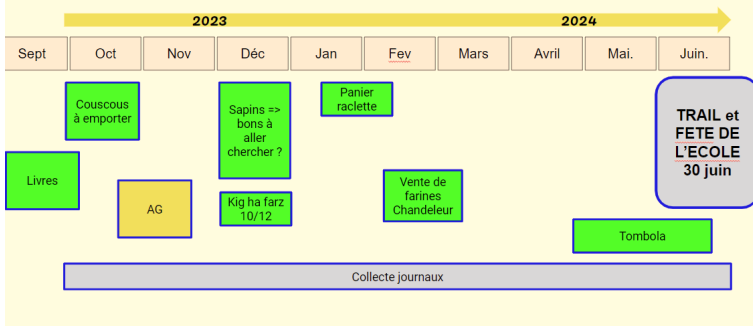 2023
2024
Sept
Oct
Nov
Déc
Jan
Fev
Mars
Avril
Mai.
Juin.
Couscous
à emporter
Sapins =>
bons à
aller
chercher ?
Panier
raclette
TRAIL et
FETE DE
L'ECOLE
30 juin
Livres
AG
Kig ha farz
10/12
Vente de
farines
Chandeleur
Tombola
Collecte journaux